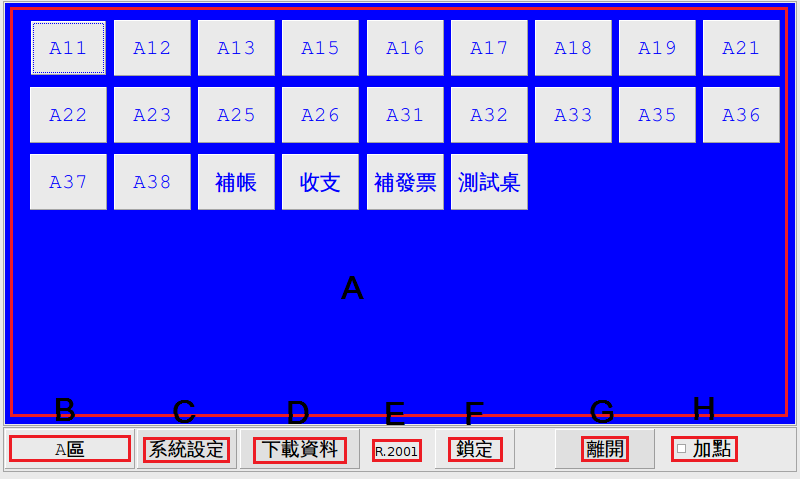 A11 A12 A13 A15 A16 A17 A18 A19 A21
A22 A23 A25 A26 A31 A32 A33 A35 A36
A37 A38 補帳 收支 補發票 測試桌
A
B C D E F G H
A區 系統設定 下載資料 R.2001 鎖定 離開 加點